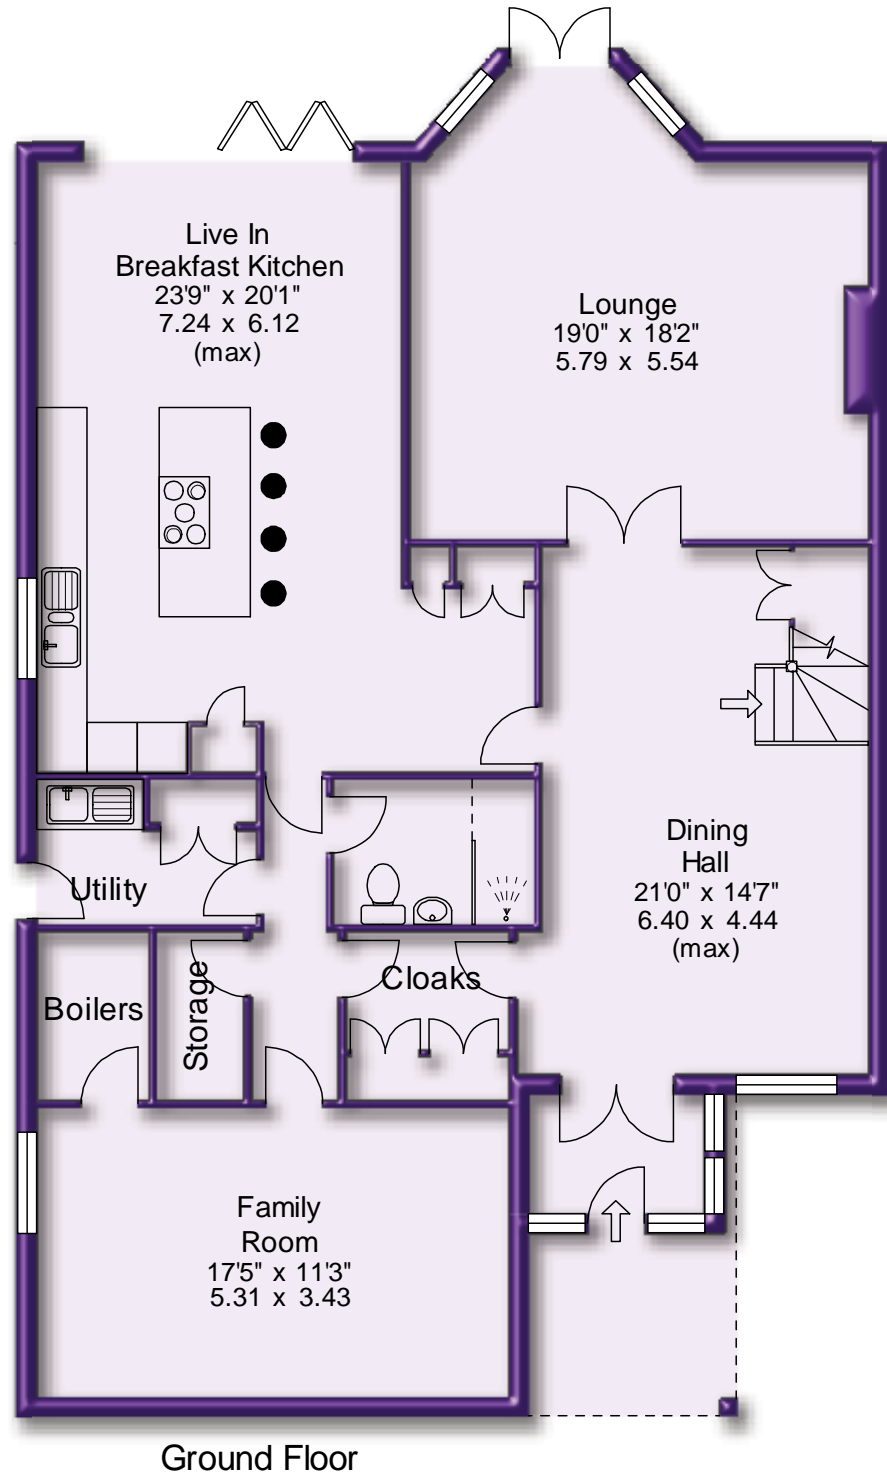 Live In
Breakfast Kitchen
23'9" x 20'1"
7.24 x 6.12
(max)
Lounge
19'0" x 18'2"
5.79 x 5.54
Dining
Hall
21'0" x 14'7"
6.40 x 4.44
(max)
Utility
Boilers
Storage
Cloaks
Family
Room
17'5" x 11'3"
5.31 x 3.43
Ground Floor